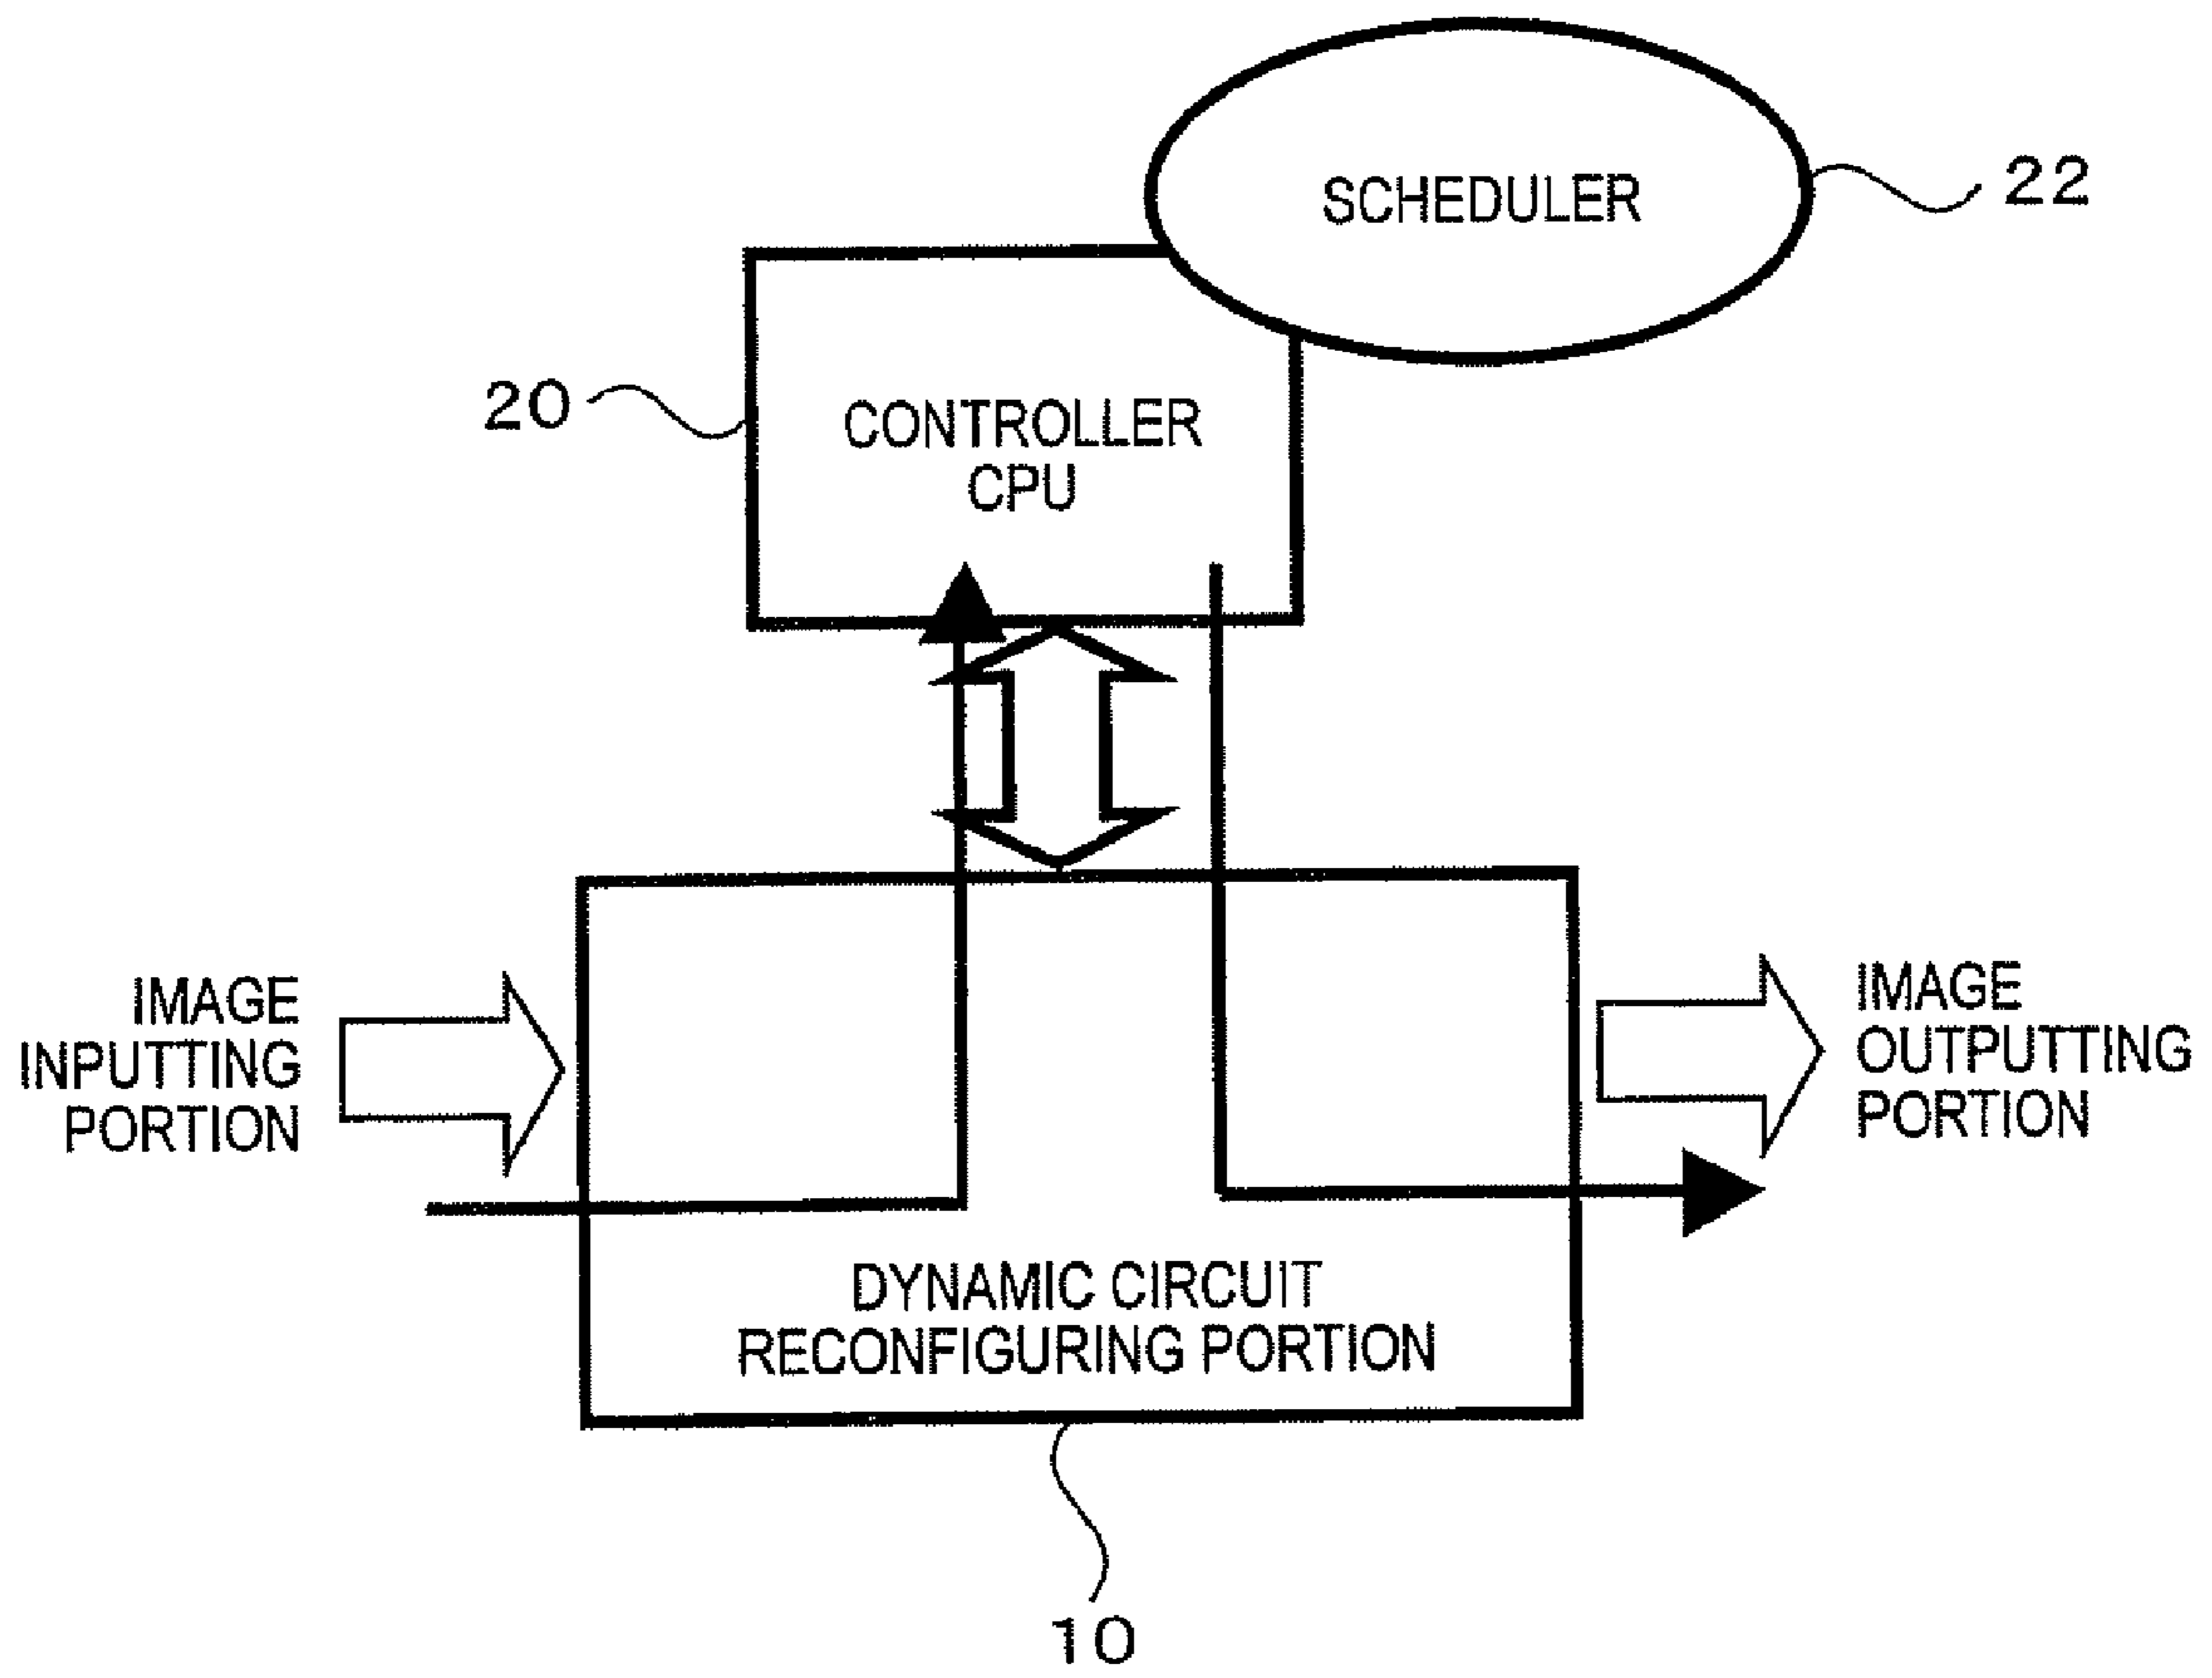 SCHEDULER
22
20
CONTROLLER
CPU
IMAGE
INPUTTING
PORTION
IMAGE
OUTPUTTING
PORTION
DYNAMIC CIRCUIT
RECONFIGURING PORTION
10